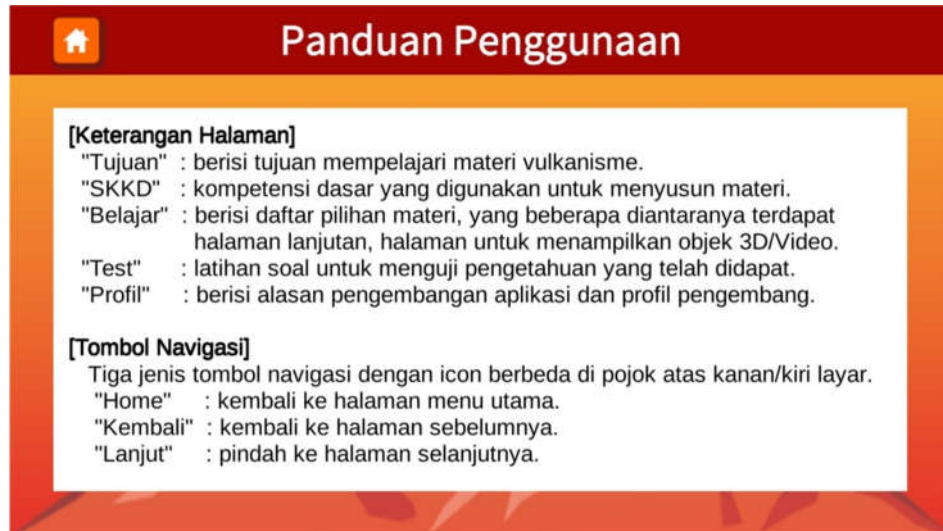 Panduan Penggunaan
[Keterangan Halaman]
"Tujuan" : berisi tujuan mempelajari materi vulkanisme.
"SKKD" : kompetensi dasar yang digunakan untuk menyusun materi.
"Belajar" : berisi daftar pilihan materi, yang beberapa diantaranya terdapat
halaman lanjutan, halaman untuk menampilkan objek 3D/Video.
"Test" : latihan soal untuk menguji pengetahuan yang telah didapat.
"Profil" : berisi alasan pengembangan aplikasi dan profil pengembang.
[Tombol Navigasi]
Tiga jenis tombol navigasi dengan icon berbeda di pojok atas kanan/kiri layar.
"Home" : kembali ke halaman menu utama.
"Kembali" : kembali ke halaman sebelumnya.
"Lanjut" : pindah ke halaman selanjutnya.